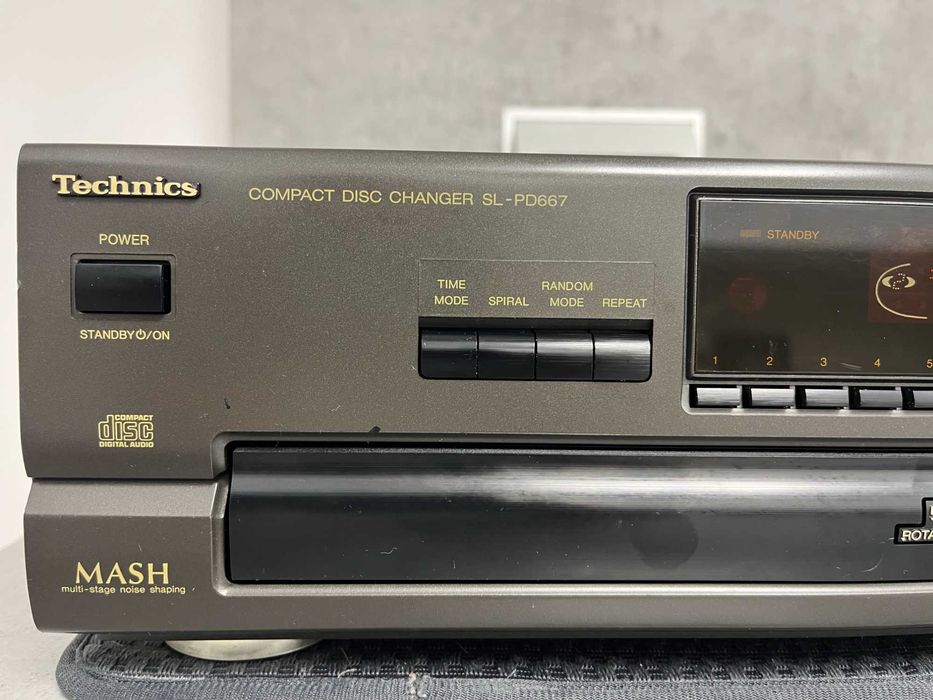 Technics
COMPACT DISC CHANGER SL-PD667
POWER
STANDBY⏻/ON
TIME
MODE
SPIRAL
RANDOM
MODE
REPEAT
STANDBY
1 2 3 4 5
COMPACT
disc
DIGITAL AUDIO
MASH
multi-stage noise shaping